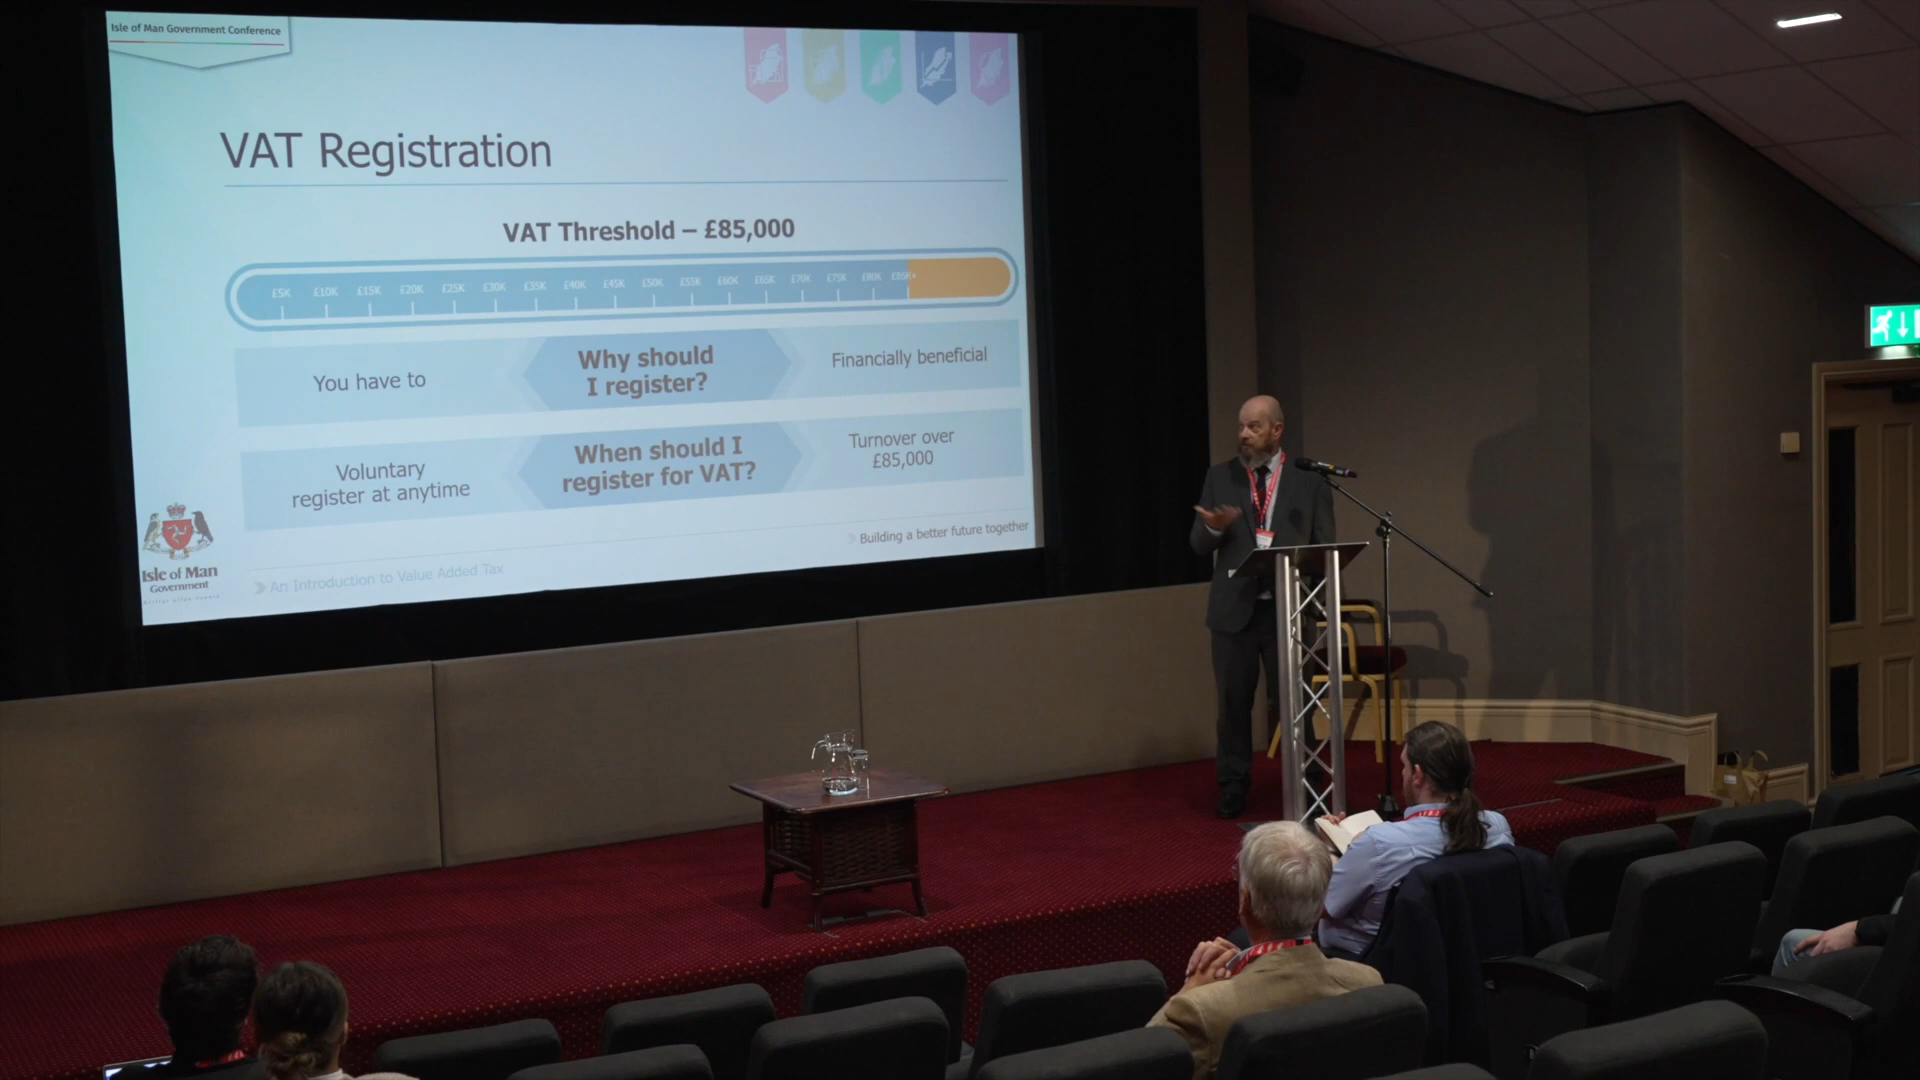 Isle of Man Government Conference
VAT Registration
VAT Threshold – £85,000
£5K £10K £15K £20K £25K £30K £35K £40K £45K £50K £55K £60K £65K £70K £75K £80K £85K+
You have to
Why should
I register?
Financially beneficial
Voluntary
register at anytime
When should I
register for VAT?
Turnover over
£85,000
Building a better future together
An Introduction to Value Added Tax
Isle of Man
Government